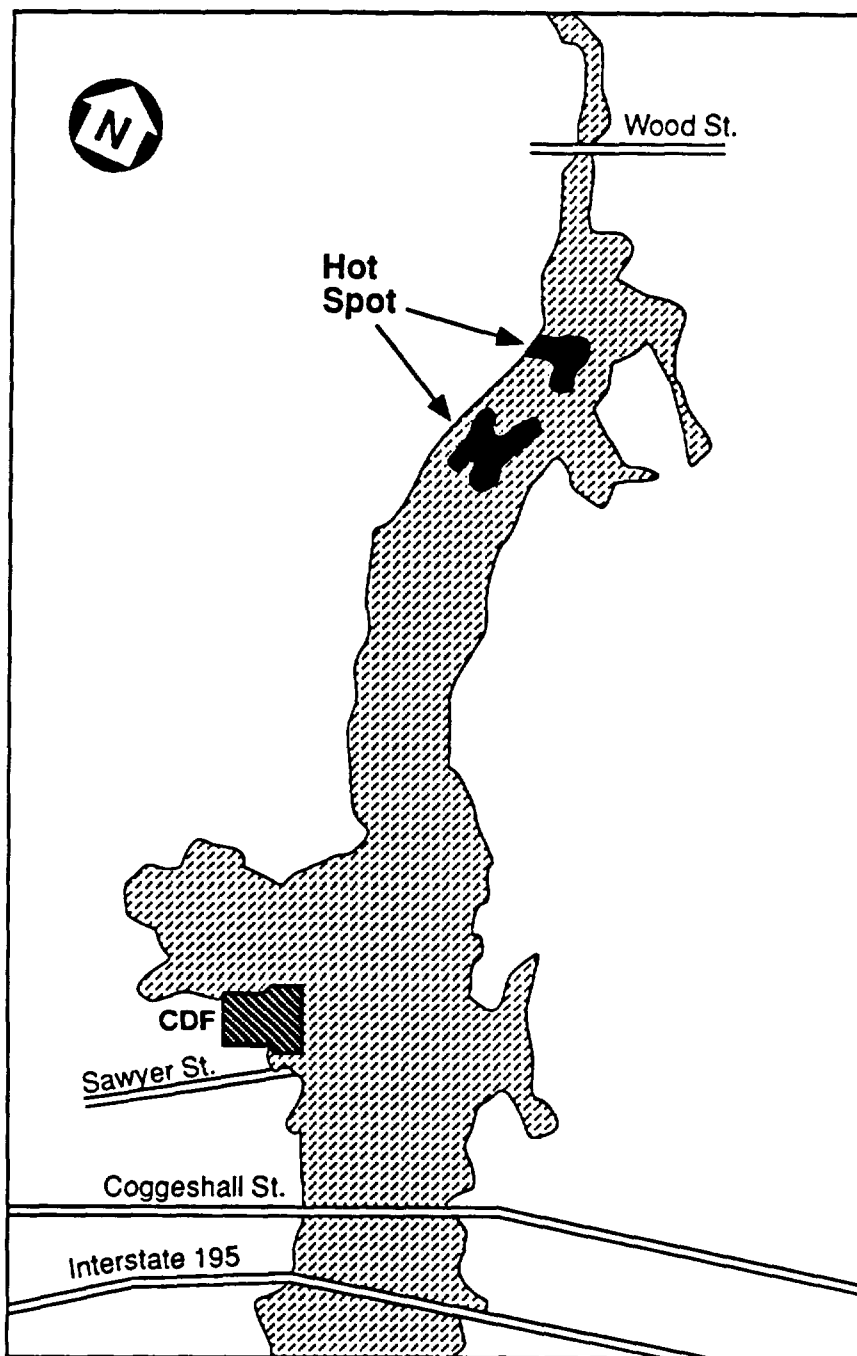 N
Wood St.
Hot
Spot
CDF
Sawyer St.
Coggeshall St.
Interstate 195